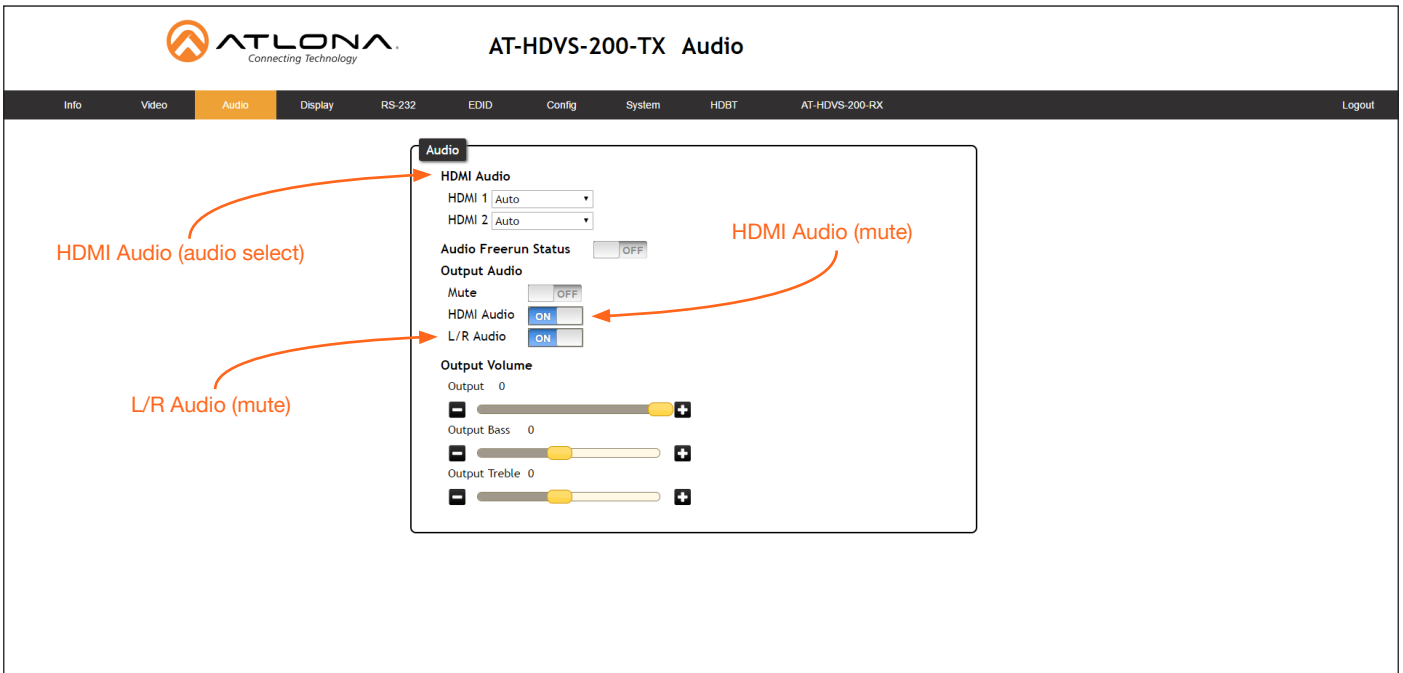 ATLONA.
Connecting Technology
AT-HDVS-200-TX Audio
Info Video Audio Display RS-232 EDID Config System HDBT AT-HDVS-200-RX Logout
Audio
HDMI Audio
HDMI 1 Auto
HDMI 2 Auto
HDMI Audio (audio select)
HDMI Audio (mute)
Audio Freerun Status OFF
Output Audio
Mute OFF
HDMI Audio ON
L/R Audio ON
L/R Audio (mute)
Output Volume
Output 0
Output Bass 0
Output Treble 0